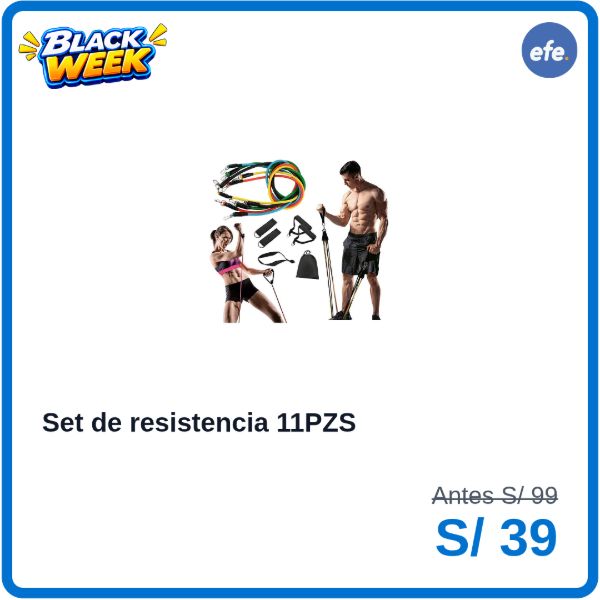 BLACK
WEEK
efe.
Set de resistencia 11PZS
Antes S/ 99
S/ 39